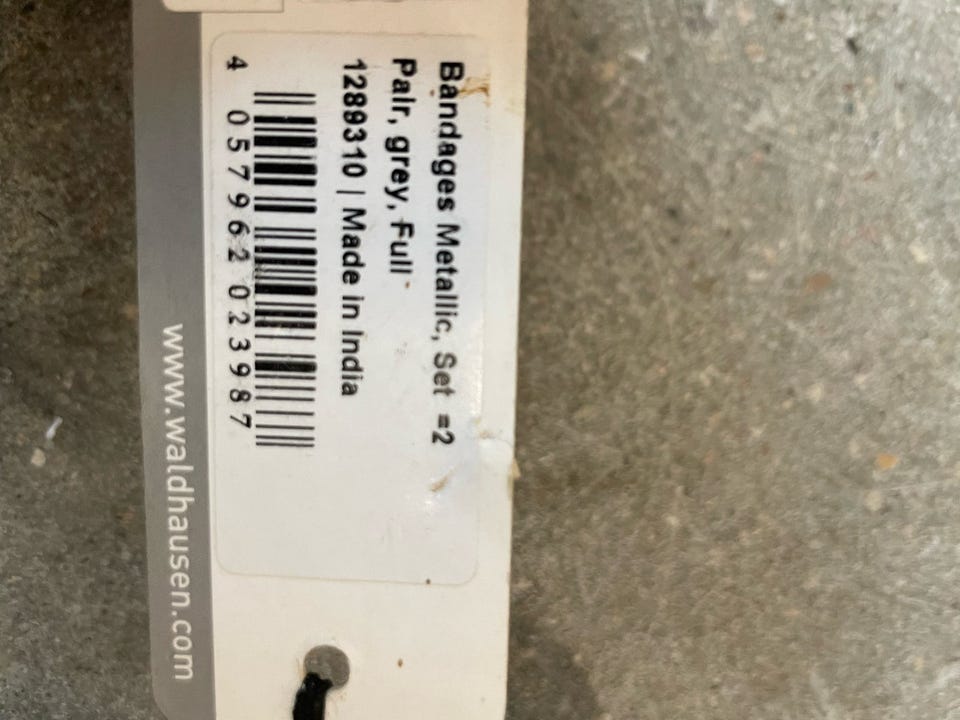 Bandages Metallic, Set =2
Pair, grey, Full
1289310 | Made in India
4 057962 023987
www.waldhausen.com